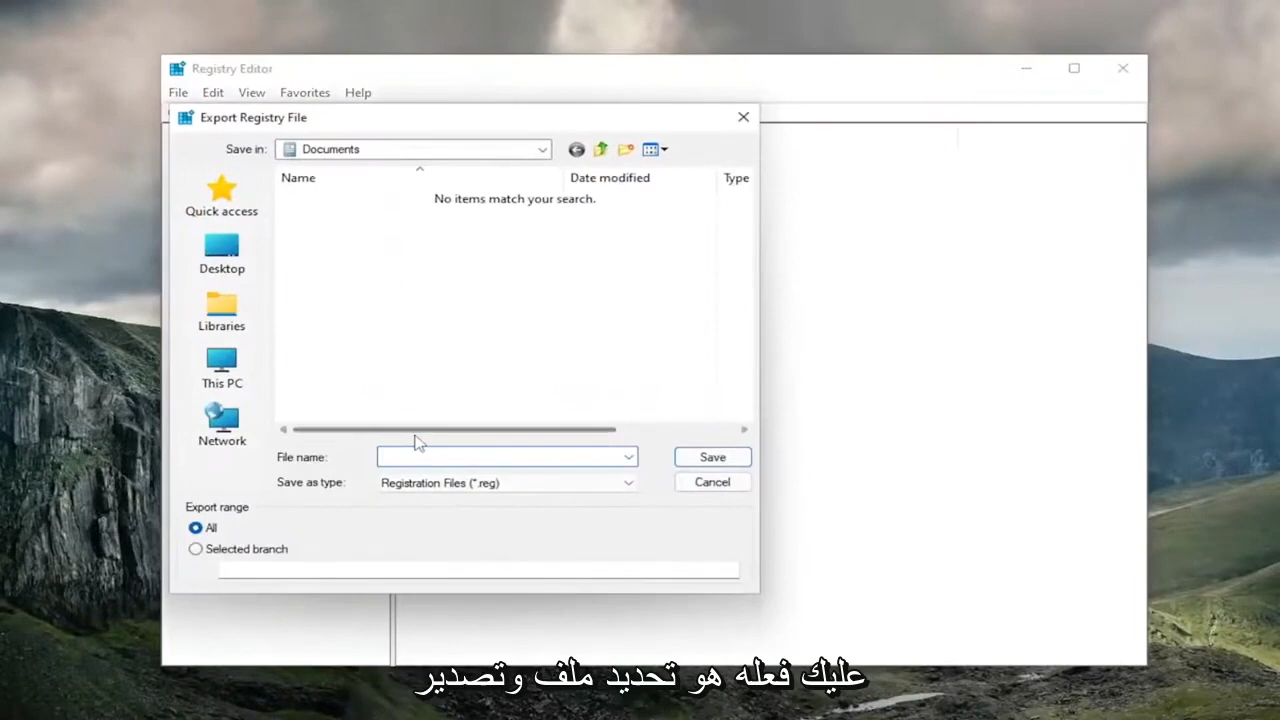 Registry Editor
File Edit View Favorites Help
Export Registry File
Save in: Documents
Name Date modified Type
No items match your search.
Quick access
Desktop
Libraries
This PC
Network
File name:
Save
Save as type: Registration Files (*.reg)
Cancel
Export range
All
Selected branch
عليك فعله هو تحديد ملف وتصدير